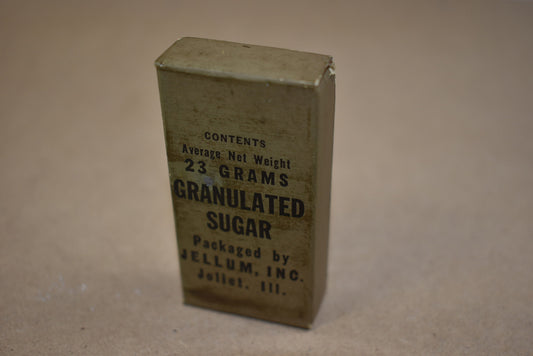 CONTENTS
Average Net Weight
23 GRAMS
GRANULATED
SUGAR
Packaged by
JELLUM, INC.
Joliet, Ill.